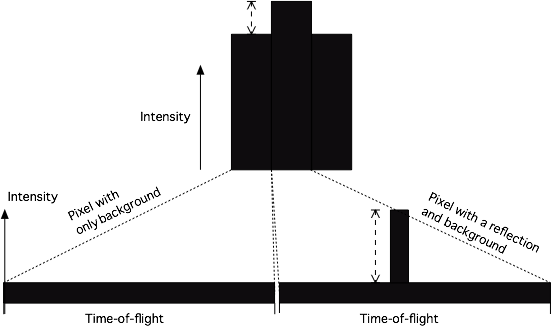 Intensity
Intensity
Pixel with
only background
Pixel with a reflection
and background
Time-of-flight
Time-of-flight